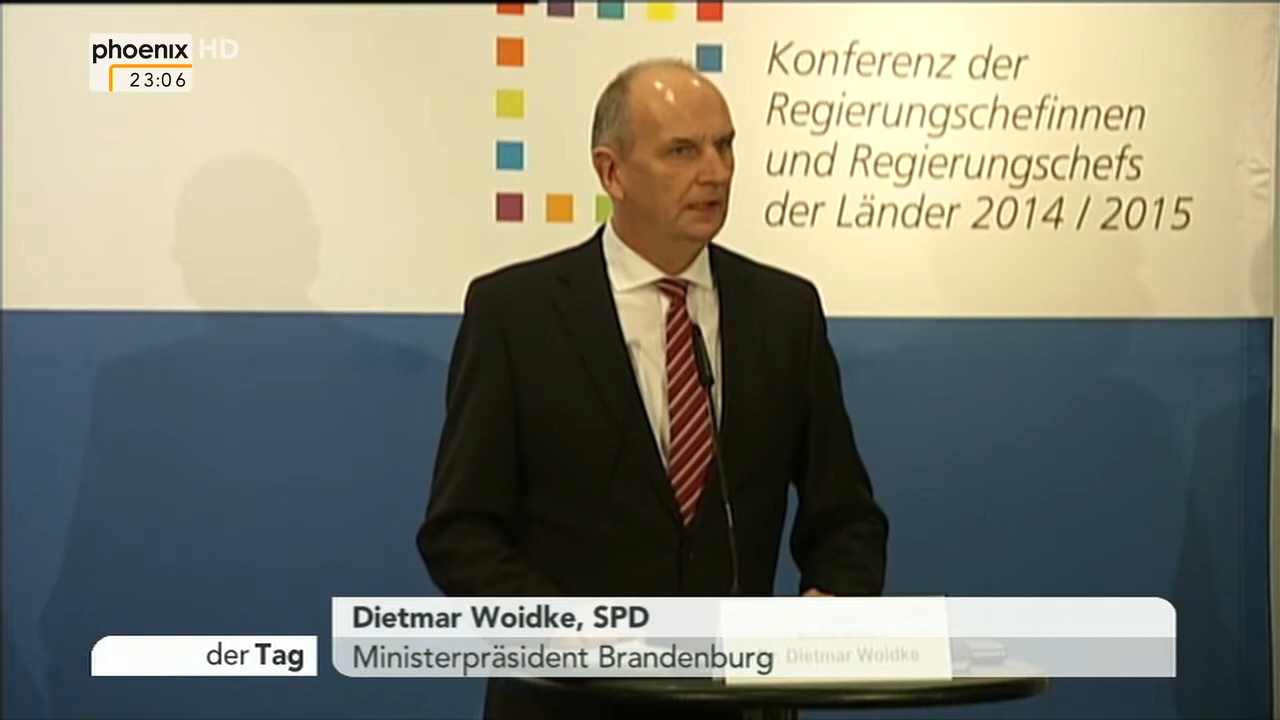 phoenix HD
23:06
Konferenz der
Regierungschefinnen
und Regierungschefs
der Länder 2014 / 2015
Dietmar Woidke, SPD
der Tag
Ministerpräsident Brandenburg
Dr. Dietmar Woidke